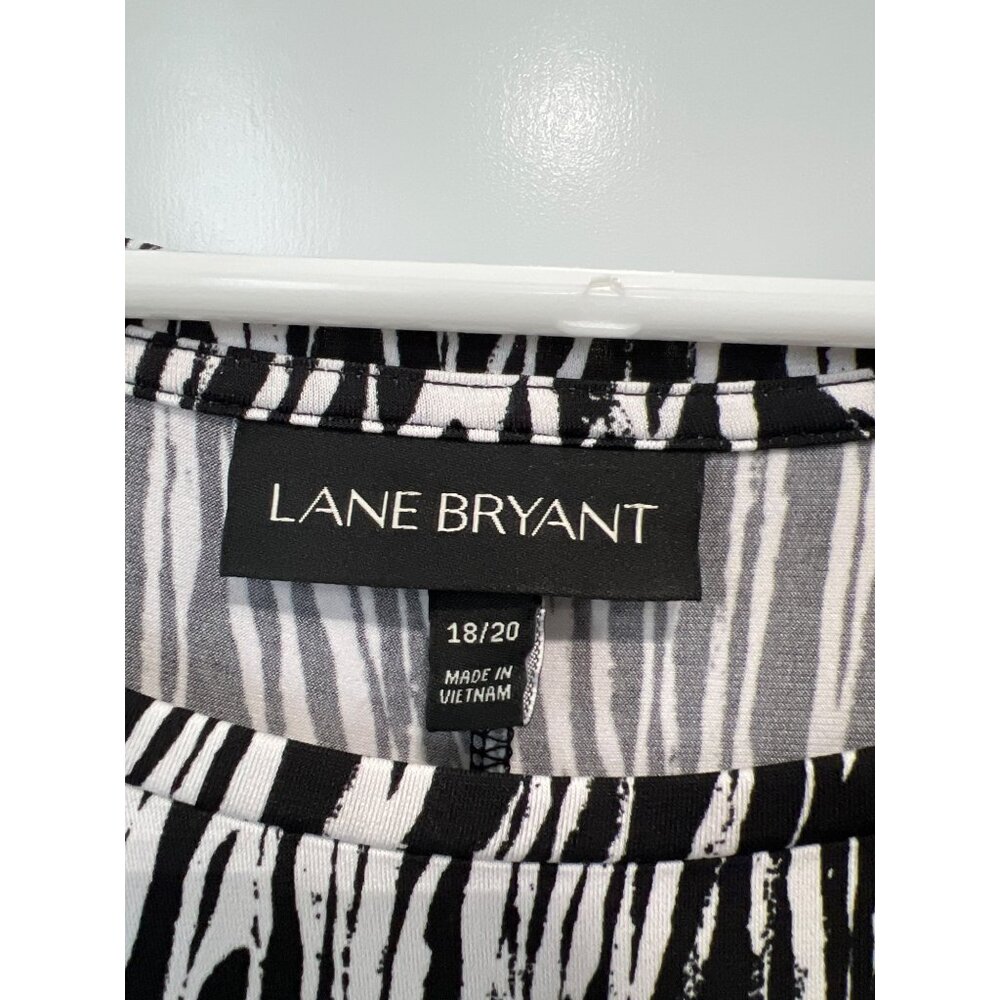 LANE BRYANT
18/20
MADE IN
VIETNAM